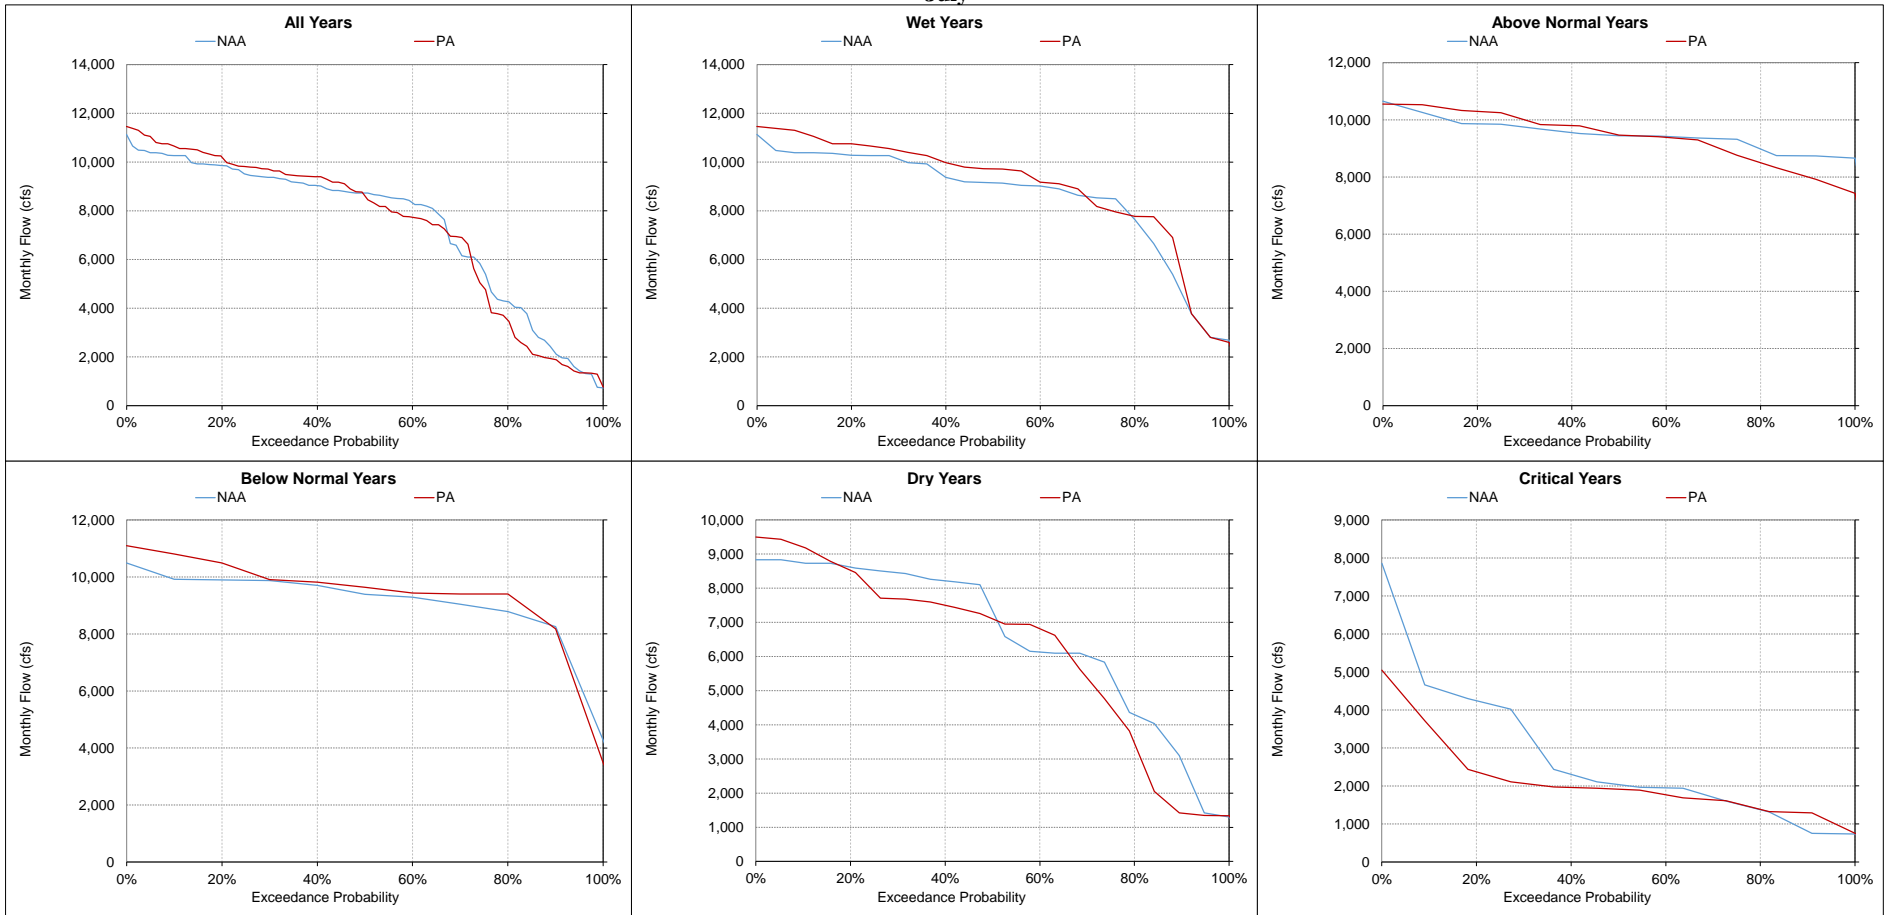 July
All Years
NAA PA
14,000
12,000
10,000
8,000
6,000
4,000
2,000
0
Monthly Flow (cfs)
0% 20% 40% 60% 80% 100%
Exceedance Probability
Wet Years
NAA PA
14,000
12,000
10,000
8,000
6,000
4,000
2,000
0
Monthly Flow (cfs)
0% 20% 40% 60% 80% 100%
Exceedance Probability
Above Normal Years
NAA PA
12,000
10,000
8,000
6,000
4,000
2,000
0
Monthly Flow (cfs)
0% 20% 40% 60% 80% 100%
Exceedance Probability
Below Normal Years
NAA PA
12,000
10,000
8,000
6,000
4,000
2,000
0
Monthly Flow (cfs)
0% 20% 40% 60% 80% 100%
Exceedance Probability
Dry Years
NAA PA
10,000
9,000
8,000
7,000
6,000
5,000
4,000
3,000
2,000
1,000
0
Monthly Flow (cfs)
0% 20% 40% 60% 80% 100%
Exceedance Probability
Critical Years
NAA PA
9,000
8,000
7,000
6,000
5,000
4,000
3,000
2,000
1,000
0
Monthly Flow (cfs)
0% 20% 40% 60% 80% 100%
Exceedance Probability